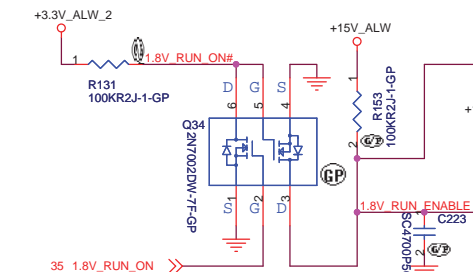 +3.3V_ALW_2
+15V_ALW
1
1.8V_RUN_ON#
R131
100KR2J-1-GP
D
G
S
6
5
4
1
R153
100KR2J-1-GP
2
G/P
Q34
2N7002DW-7F-GP
GP
S
G
D
1
2
3
1.8V_RUN_ENABLE
C223
SC4700P5
G/P
35 1.8V_RUN_ON